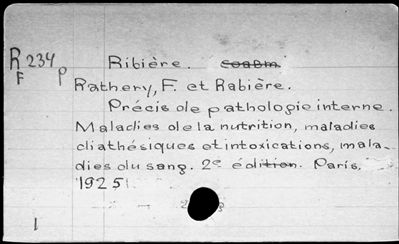 R 234 Ribière. Coabm.
F P
Rathery, F. et Rabière.
Précis de pathologie interne.
Maladies de la nutrition, maladies
diathésiques et intoxications, mala-
dies du sang. 2e édition. Paris,
1925
1